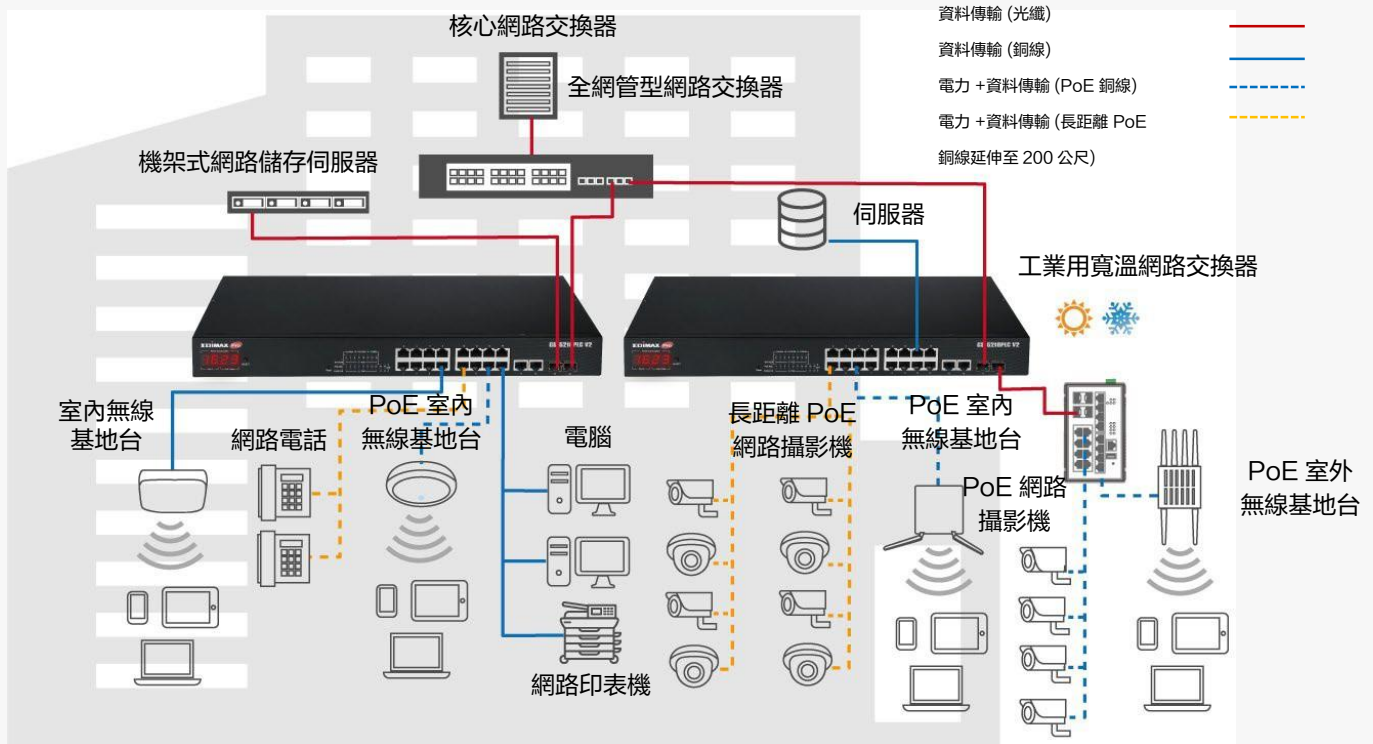 資料傳輸 (光纖)
資料傳輸 (銅線)
電力 +資料傳輸 (PoE 銅線)
電力 +資料傳輸 (長距離 PoE
銅線延伸至 200 公尺)
核心網路交換器
全網管型網路交換器
機架式網路儲存伺服器
伺服器
工業用寬溫網路交換器
EDIMAX Pro
EDIMAX Pro
室內無線
基地台
網路電話
PoE 室內
無線基地台
電腦
網路印表機
長距離 PoE
網路攝影機
PoE 室內
無線基地台
PoE 網路
攝影機
PoE 室外
無線基地台